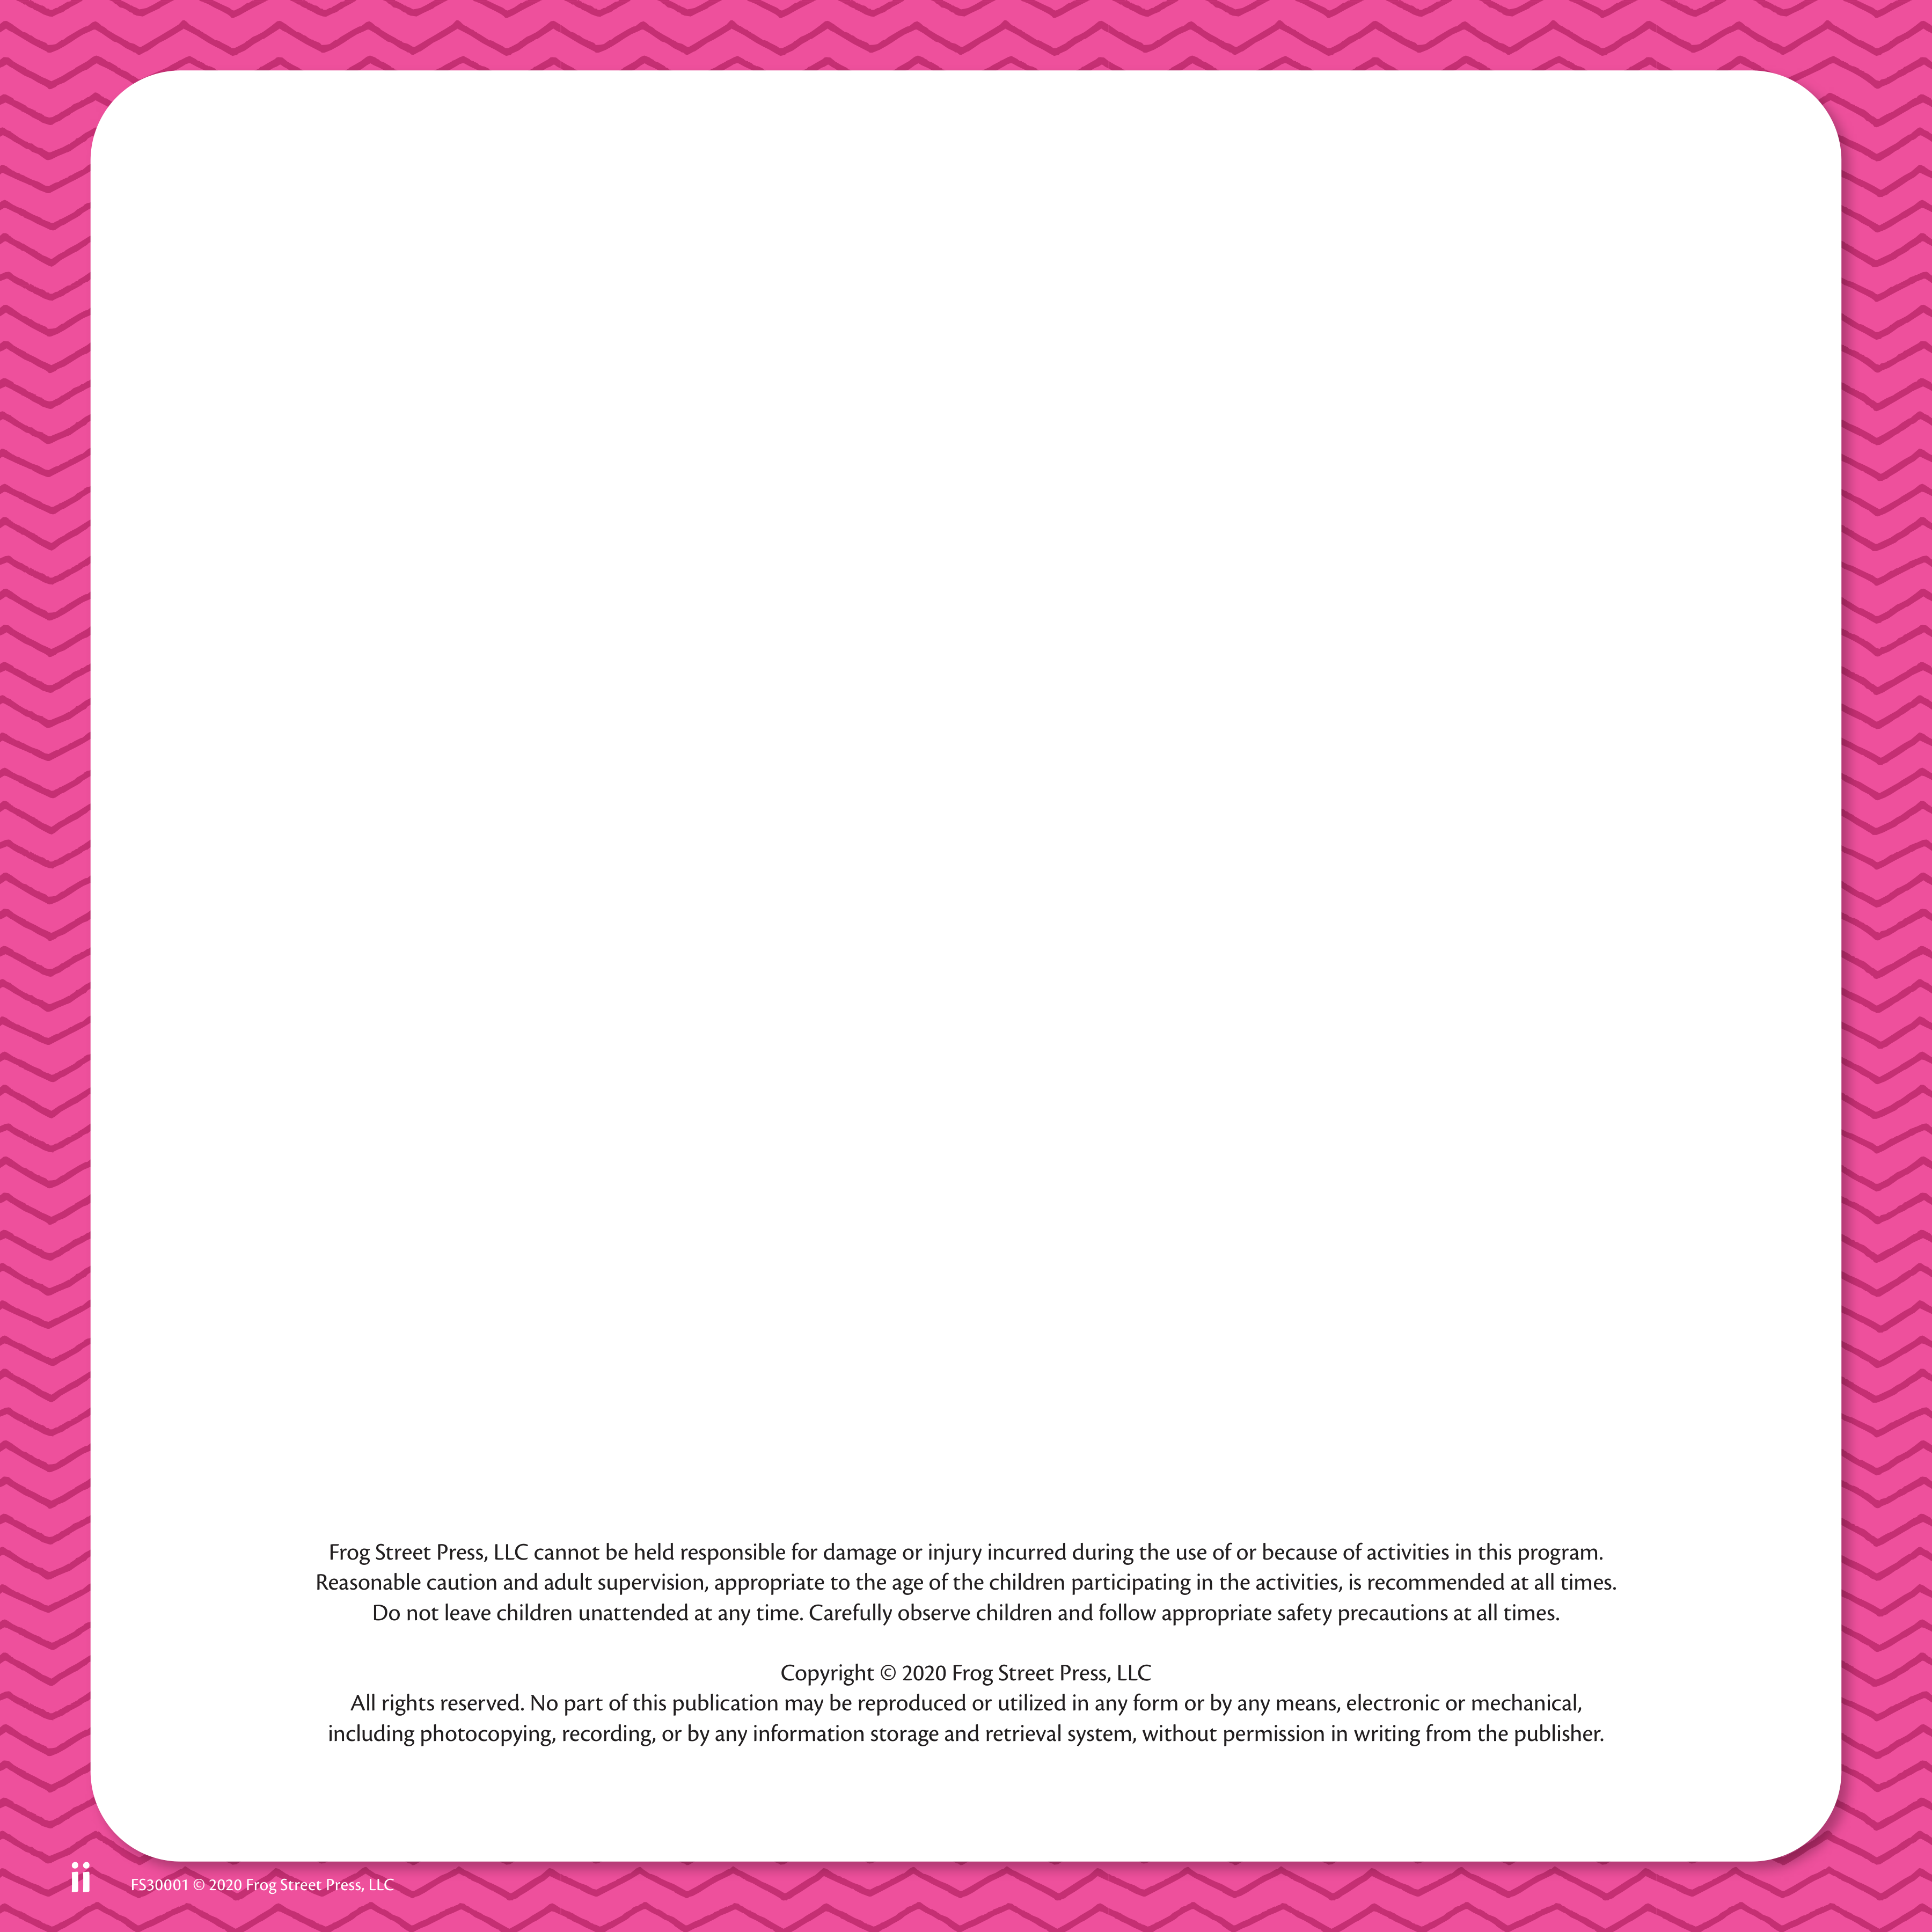 Frog Street Press, LLC cannot be held responsible for damage or injury incurred during the use of or because of activities in this program.
Reasonable caution and adult supervision, appropriate to the age of the children participating in the activities, is recommended at all times.
Do not leave children unattended at any time. Carefully observe children and follow appropriate safety precautions at all times.
Copyright © 2020 Frog Street Press, LLC
All rights reserved. No part of this publication may be reproduced or utilized in any form or by any means, electronic or mechanical,
including photocopying, recording, or by any information storage and retrieval system, without permission in writing from the publisher.
ii FS30001 © 2020 Frog Street Press, LLC